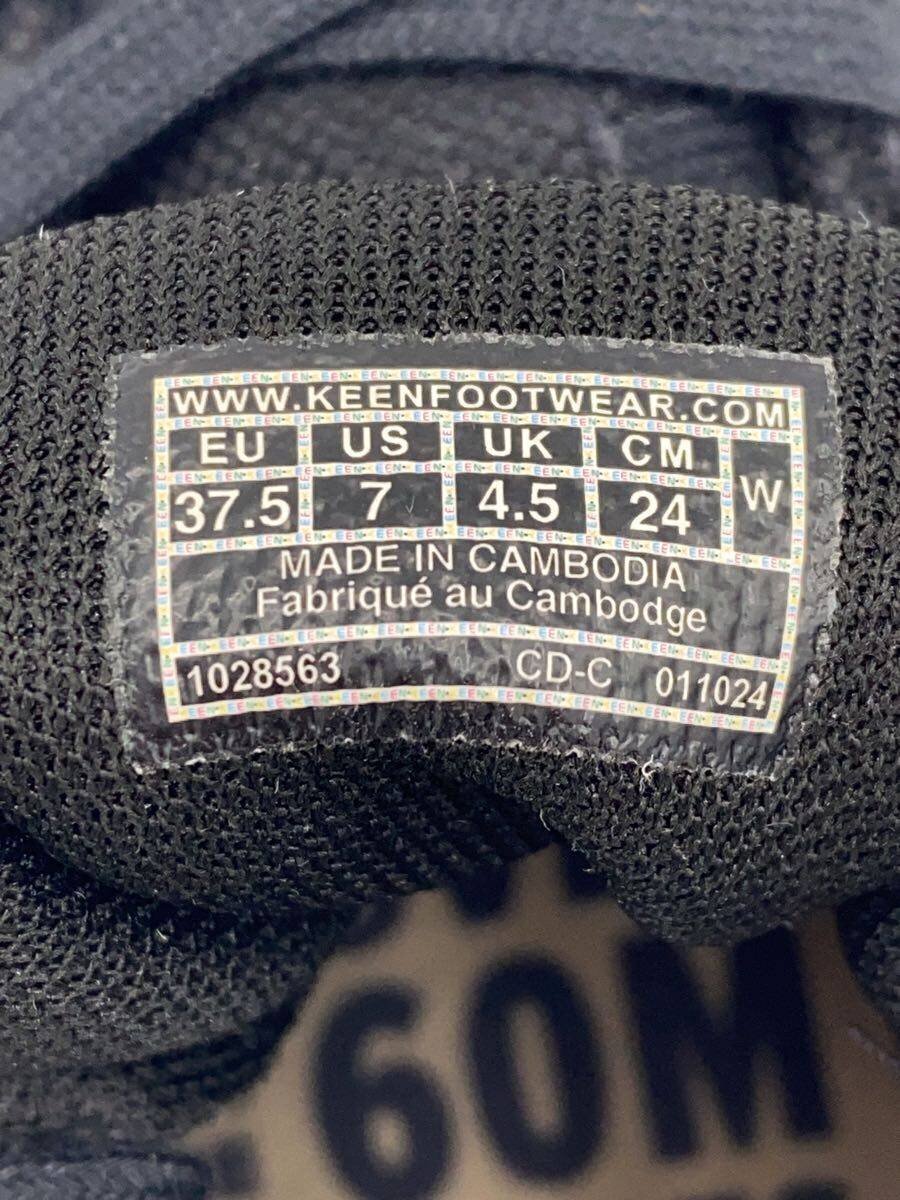 WWW.KEENFOOTWEAR.COM
EU US UK CM W
37.5 7 4.5 24
MADE IN CAMBODIA
Fabriqué au Cambodge
1028563 CD-C 011024
60M